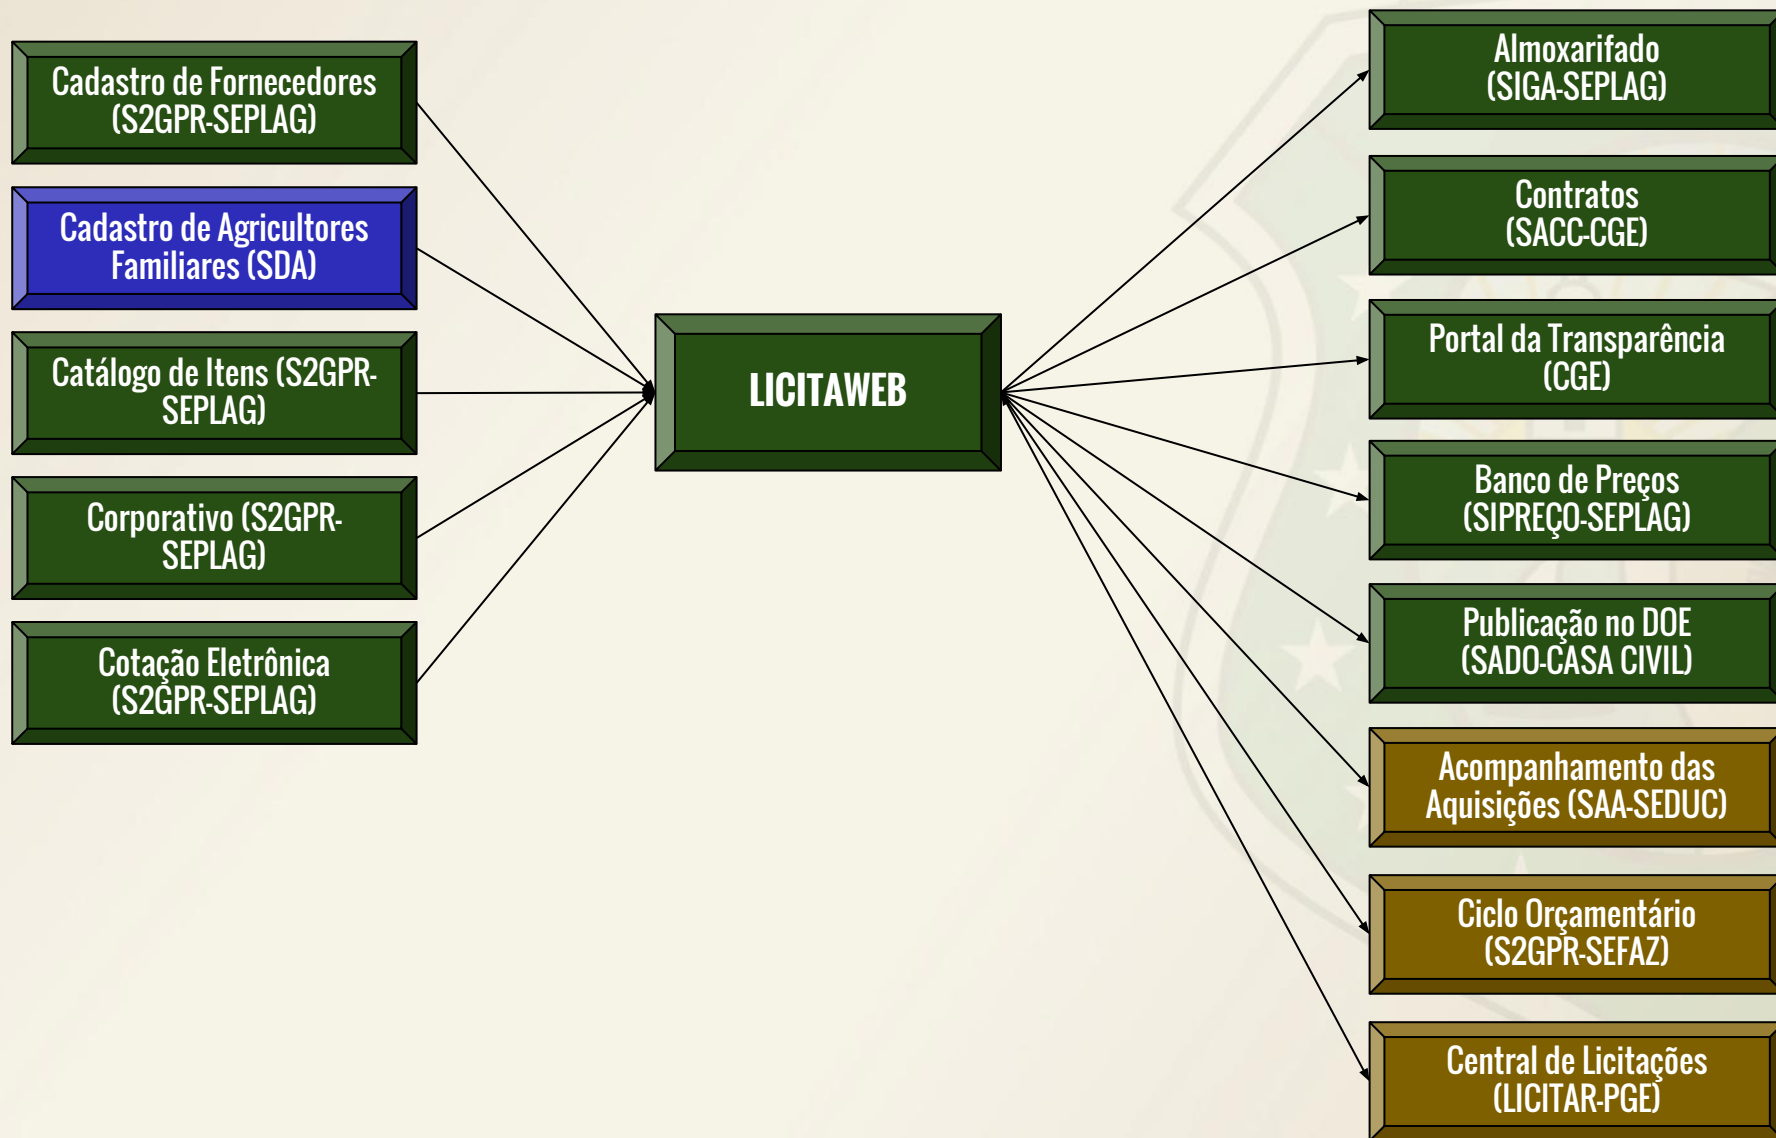 Cadastro de Fornecedores
(S2GPR-SEPLAG)
Cadastro de Agricultores
Familiares (SDA)
Catálogo de Itens (S2GPR-
SEPLAG)
Corporativo (S2GPR-
SEPLAG)
Cotação Eletrônica
(S2GPR-SEPLAG)
LICITAWEB
Almoxarifado
(SIGA-SEPLAG)
Contratos
(SACC-CGE)
Portal da Transparência
(CGE)
Banco de Preços
(SIPREÇO-SEPLAG)
Publicação no DOE
(SADO-CASA CIVIL)
Acompanhamento das
Aquisições (SAA-SEDUC)
Ciclo Orçamentário
(S2GPR-SEFAZ)
Central de Licitações
(LICITAR-PGE)